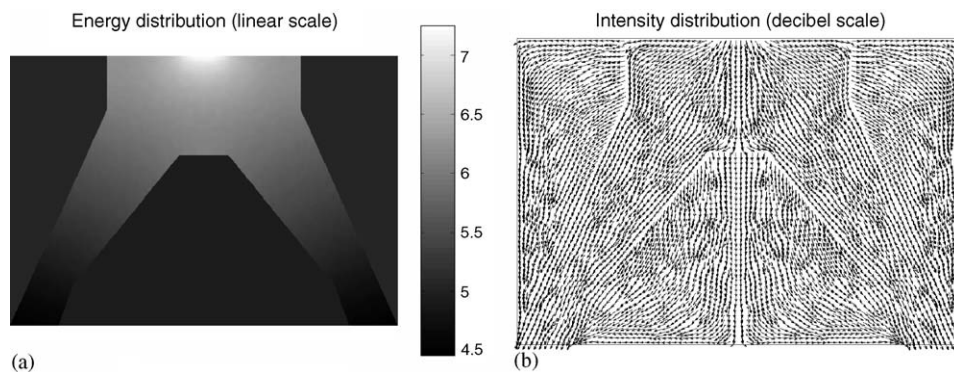 Energy distribution (linear scale)
7
6.5
6
5.5
5
4.5
(a)
Intensity distribution (decibel scale)
(b)